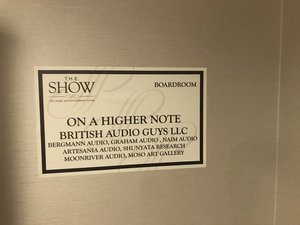 THE
SHOW
BOARDROOM
ON A HIGHER NOTE
BRITISH AUDIO GUYS LLC
BERGMANN AUDIO, GRAHAM AUDIO , NAIM AUDIO
ARTESANIA AUDIO, SHUNYATA RESEARCH
MOONRIVER AUDIO, MOSO ART GALLERY